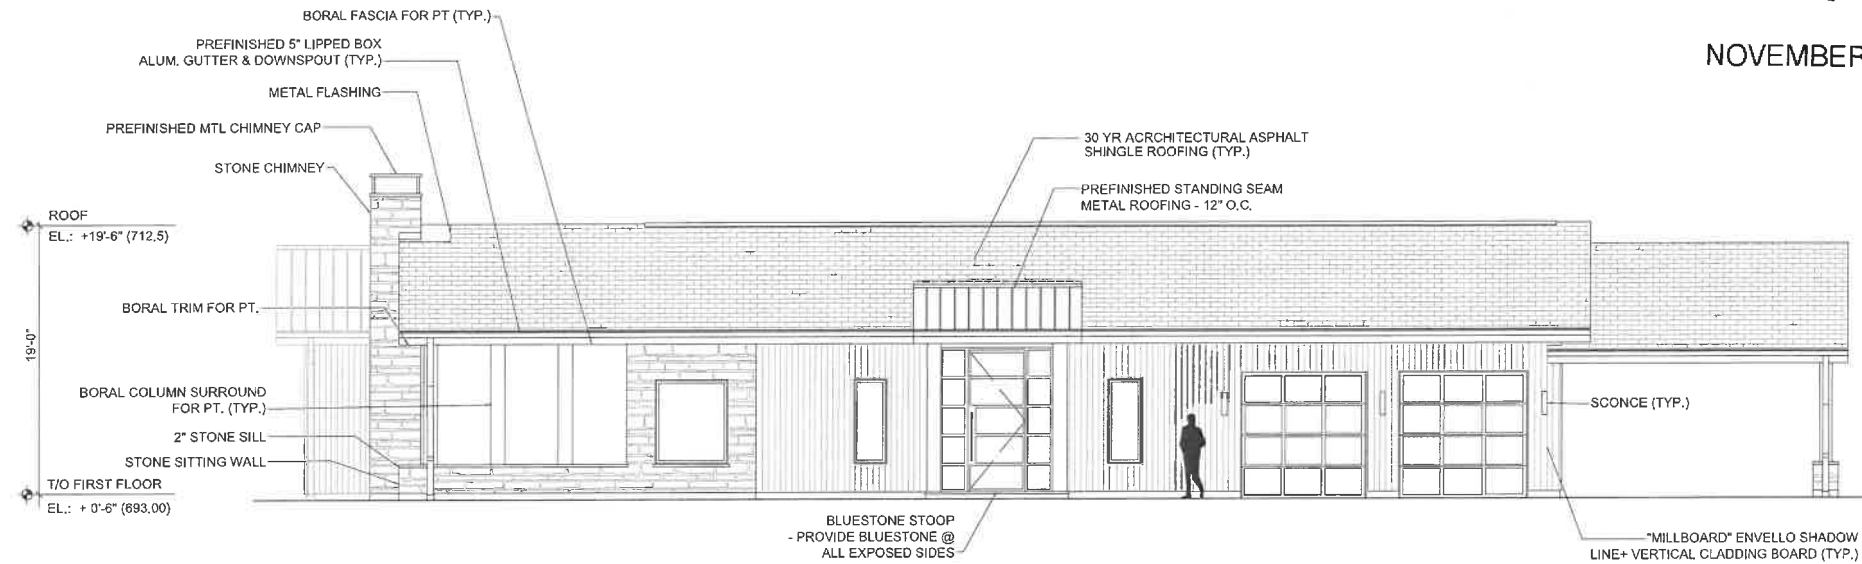 BORAL FASCIA FOR PT (TYP.)
PREFINISHED 5" LIPPED BOX
ALUM. GUTTER & DOWNSPOUT (TYP.)
METAL FLASHING
PREFINISHED MTL CHIMNEY CAP
STONE CHIMNEY
NOVEMBER
30 YR ACRCHITECTURAL ASPHALT
SHINGLE ROOFING (TYP.)
PREFINISHED STANDING SEAM
METAL ROOFING - 12" O.C.
ROOF
EL.: +19'-6" (712.5)
19'-0"
BORAL TRIM FOR PT.
BORAL COLUMN SURROUND
FOR PT. (TYP.)
2" STONE SILL
STONE SITTING WALL
T/O FIRST FLOOR
EL.: + 0'-6" (693.00)
SCONCE (TYP.)
BLUESTONE STOOP
- PROVIDE BLUESTONE @
ALL EXPOSED SIDES
"MILLBOARD" ENVELLO SHADOW
LINE+ VERTICAL CLADDING BOARD (TYP.)